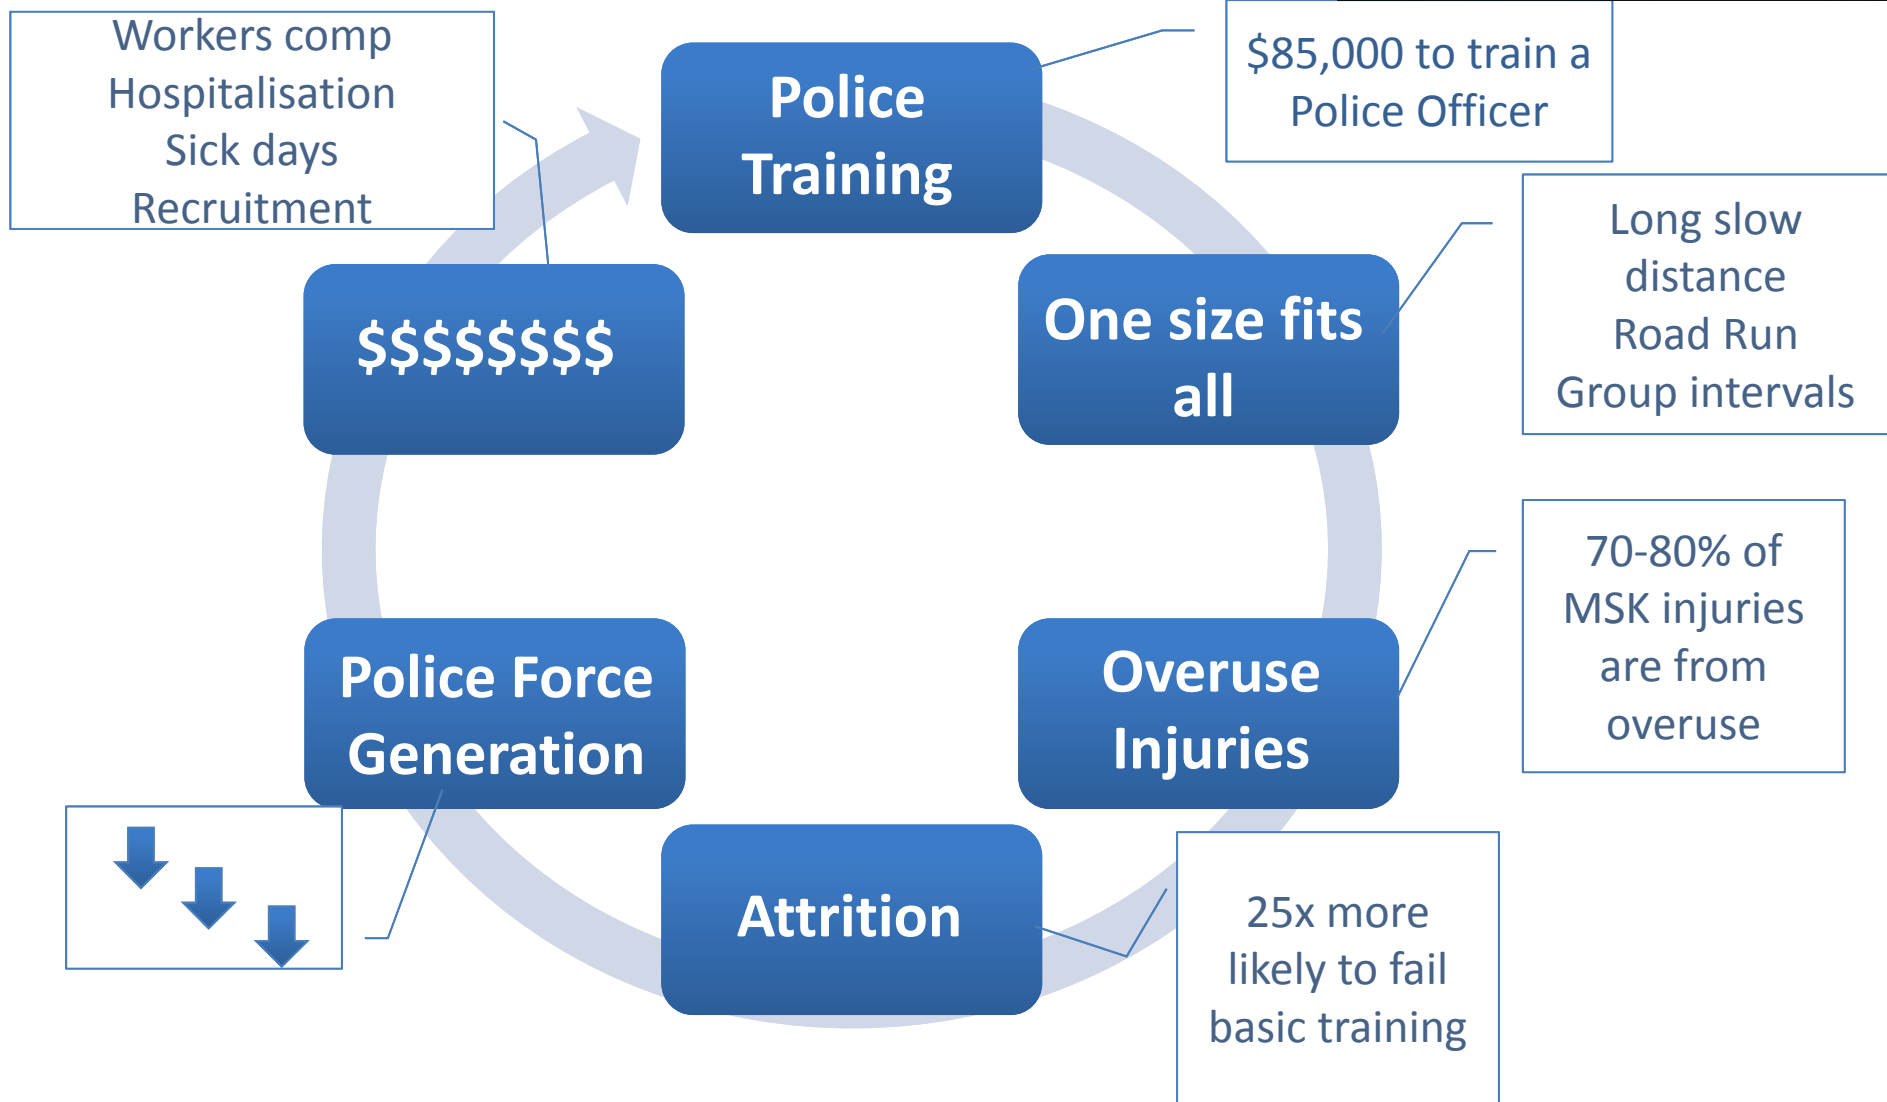 Workers comp
Hospitalisation
Sick days
Recruitment
Police
Training
$85,000 to train a
Police Officer
One size fits
all
Long slow
distance
Road Run
Group intervals
$$$$$$$$
Overuse
Injuries
70-80% of
MSK injuries
are from
overuse
Attrition
25x more
likely to fail
basic training
Police Force
Generation